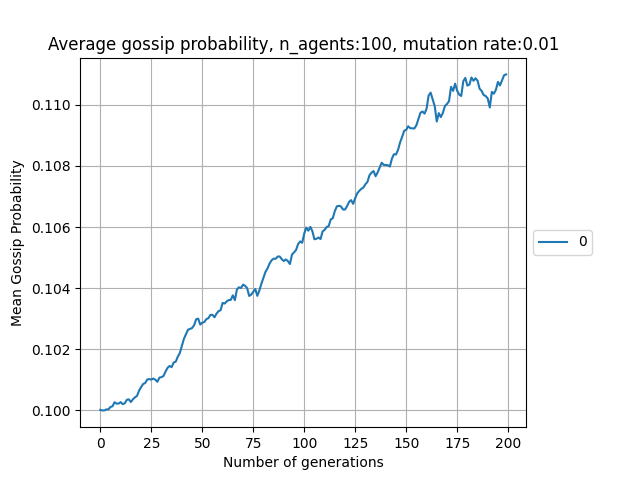 Average gossip probability, n_agents:100, mutation rate:0.01
Mean Gossip Probability
0.110
0.108
0.106
0.104
0.102
0.100
0 25 50 75 100 125 150 175 200
Number of generations
0